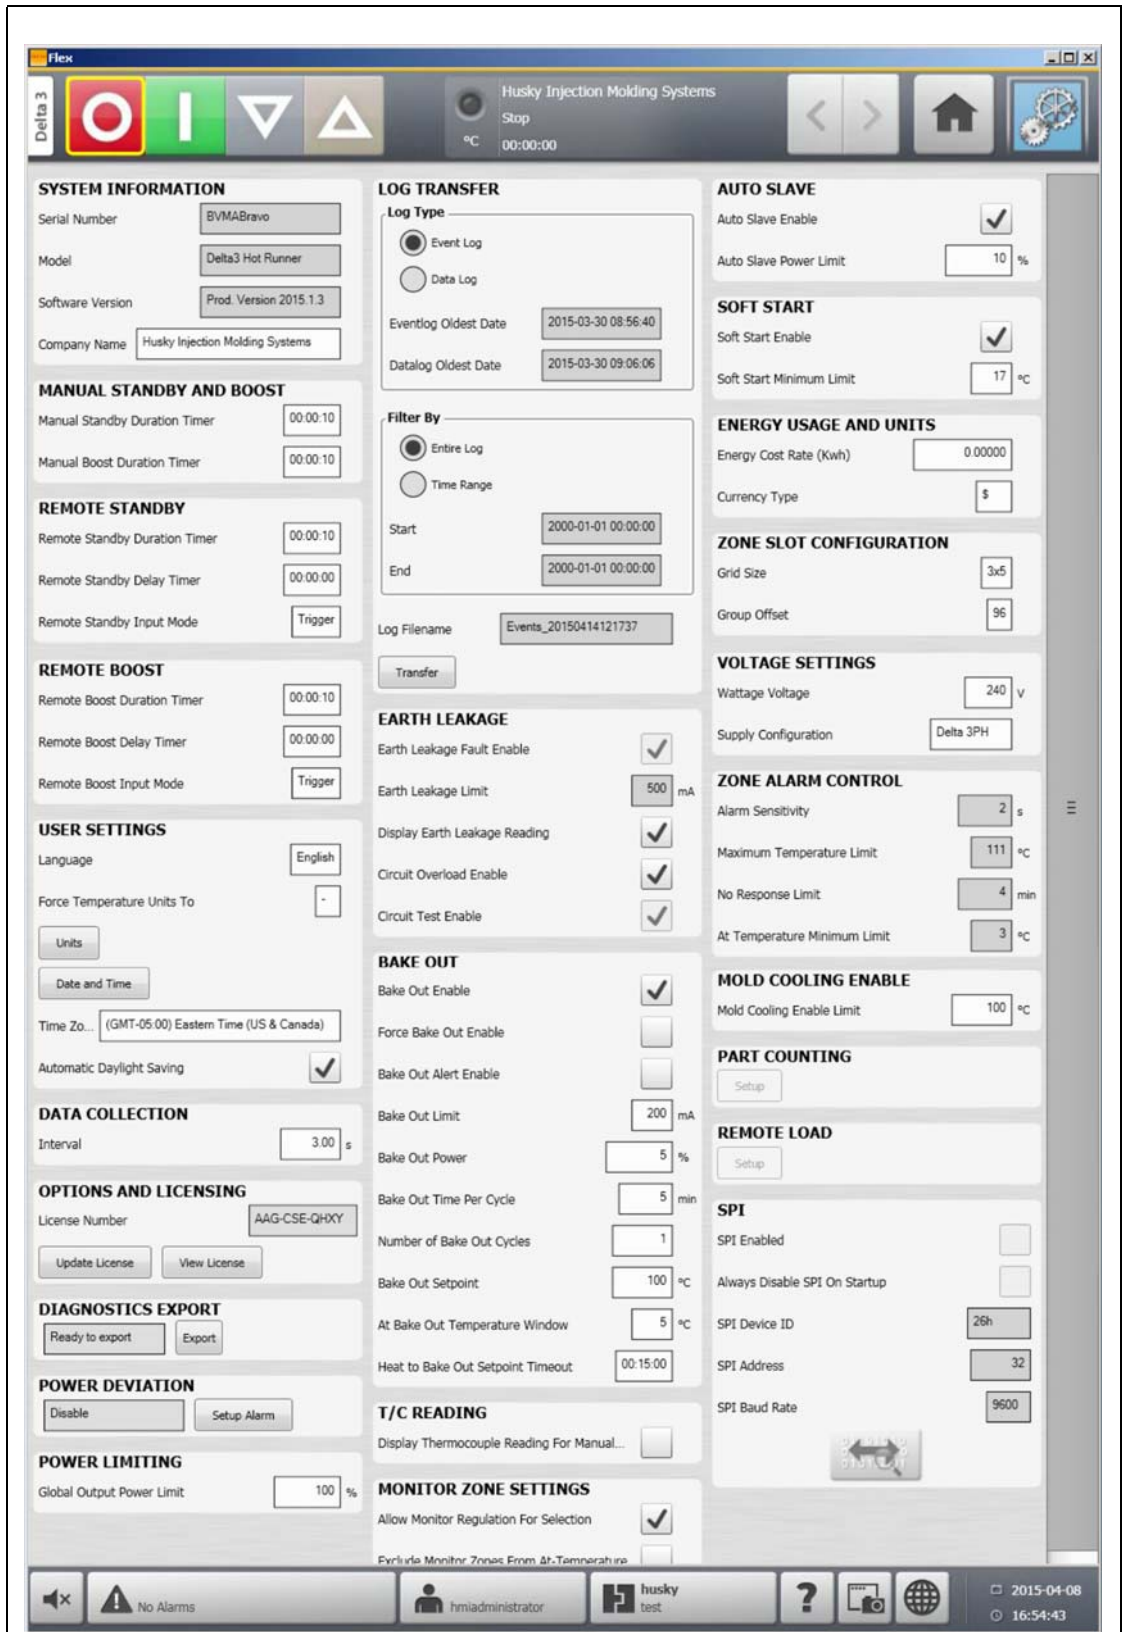 Flex
Delta 3
Husky Injection Molding Systems
Stop
°C
00:00:00
SYSTEM INFORMATION
Serial Number BVMABravo
Model Delta3 Hot Runner
Software Version Prod. Version 2015.1.3
Company Name Husky Injection Molding Systems
MANUAL STANDBY AND BOOST
Manual Standby Duration Timer 00:00:10
Manual Boost Duration Timer 00:00:10
REMOTE STANDBY
Remote Standby Duration Timer 00:00:10
Remote Standby Delay Timer 00:00:00
Remote Standby Input Mode Trigger
REMOTE BOOST
Remote Boost Duration Timer 00:00:10
Remote Boost Delay Timer 00:00:00
Remote Boost Input Mode Trigger
USER SETTINGS
Language English
Force Temperature Units To -
Units
Date and Time
Time Zo... (GMT-05:00) Eastern Time (US & Canada)
Automatic Daylight Saving
DATA COLLECTION
Interval 3.00 s
OPTIONS AND LICENSING
License Number AAG-CSE-QHXY
Update License View License
DIAGNOSTICS EXPORT
Ready to export Export
POWER DEVIATION
Disable Setup Alarm
POWER LIMITING
Global Output Power Limit 100 %
LOG TRANSFER
Log Type
Event Log
Data Log
Eventlog Oldest Date 2015-03-30 08:56:40
Datalog Oldest Date 2015-03-30 09:06:06
Filter By
Entire Log
Time Range
Start 2000-01-01 00:00:00
End 2000-01-01 00:00:00
Log Filename Events_20150414121737
Transfer
EARTH LEAKAGE
Earth Leakage Fault Enable
Earth Leakage Limit 500 mA
Display Earth Leakage Reading
Circuit Overload Enable
Circuit Test Enable
BAKE OUT
Bake Out Enable
Force Bake Out Enable
Bake Out Alert Enable
Bake Out Limit 200 mA
Bake Out Power 5 %
Bake Out Time Per Cycle 5 min
Number of Bake Out Cycles 1
Bake Out Setpoint 100 °C
At Bake Out Temperature Window 5 °C
Heat to Bake Out Setpoint Timeout 00:15:00
T/C READING
Display Thermocouple Reading For Manual...
MONITOR ZONE SETTINGS
Allow Monitor Regulation For Selection
Exclude Monitor Zones From At-Temperature
AUTO SLAVE
Auto Slave Enable
Auto Slave Power Limit 10 %
SOFT START
Soft Start Enable
Soft Start Minimum Limit 17 °C
ENERGY USAGE AND UNITS
Energy Cost Rate (Kwh) 0.00000
Currency Type $
ZONE SLOT CONFIGURATION
Grid Size 3x5
Group Offset 96
VOLTAGE SETTINGS
Wattage Voltage 240 V
Supply Configuration Delta 3PH
ZONE ALARM CONTROL
Alarm Sensitivity 2 s
Maximum Temperature Limit 111 °C
No Response Limit 4 min
At Temperature Minimum Limit 3 °C
MOLD COOLING ENABLE
Mold Cooling Enable Limit 100 °C
PART COUNTING
Setup
REMOTE LOAD
Setup
SPI
SPI Enabled
Always Disable SPI On Startup
SPI Device ID 26h
SPI Address 32
SPI Baud Rate 9600
No Alarms
hmiadministrator
husky
test
?
2015-04-08
16:54:43